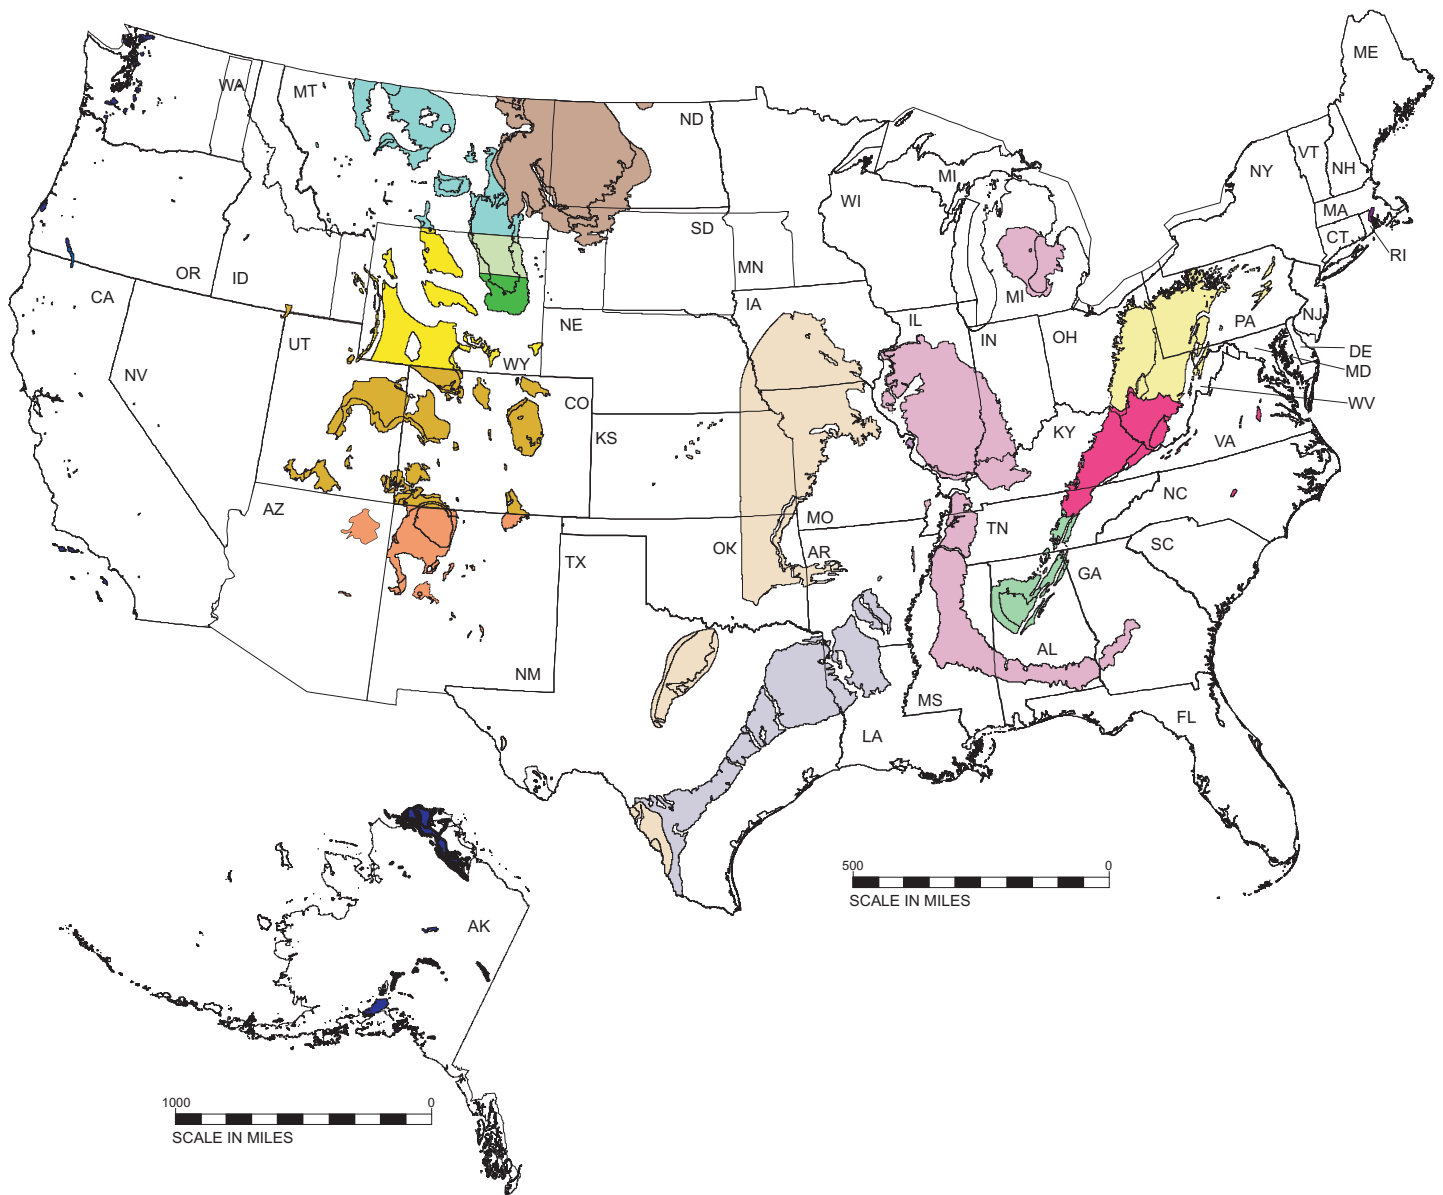 ME
WA
MT
ND
VT
NH
NY
MI
WI
MA
SD
CT
RI
MN
OR
ID
CA
IA
MI
IL
NJ
PA
NE
IN
OH
UT
DE
WY
MD
NV
CO
WV
KS
KY
VA
NC
AZ
MO
TN
OK
AR
SC
TX
GA
AL
NM
MS
FL
LA
500 0
SCALE IN MILES
AK
1000 0
SCALE IN MILES